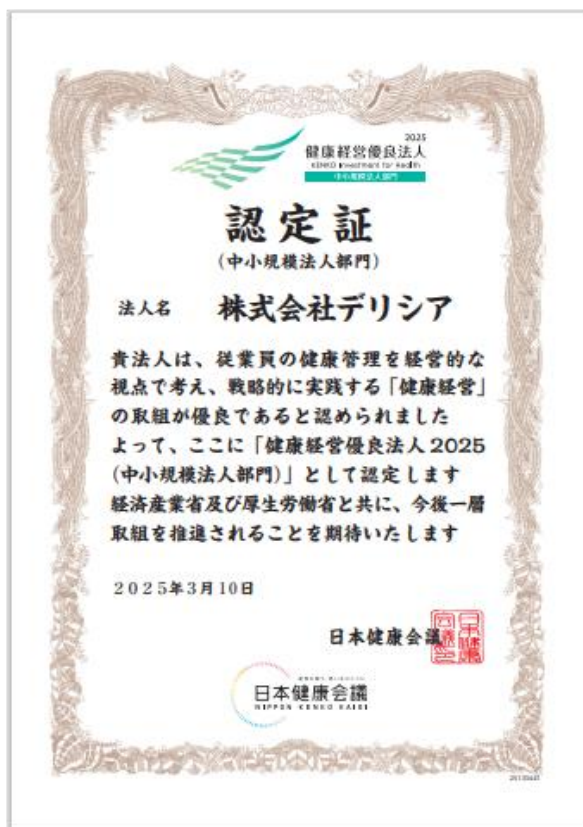 2025
健康経営優良法人
KENKO Investment for Health
中小規模法人部門
認定証
(中小規模法人部門)
法人名 株式会社デリシア
貴法人は、従業員の健康管理を経営的な
視点で考え、戦略的に実践する「健康経営」
の取組が優良であると認められました
よって、ここに「健康経営優良法人2025
(中小規模法人部門)」として認定します
経済産業省及び厚生労働省と共に、今後一層
取組を推進されることを期待いたします
2025年3月10日
日本健康会議
日本健康会議
NIPPON KENKO KAIGI